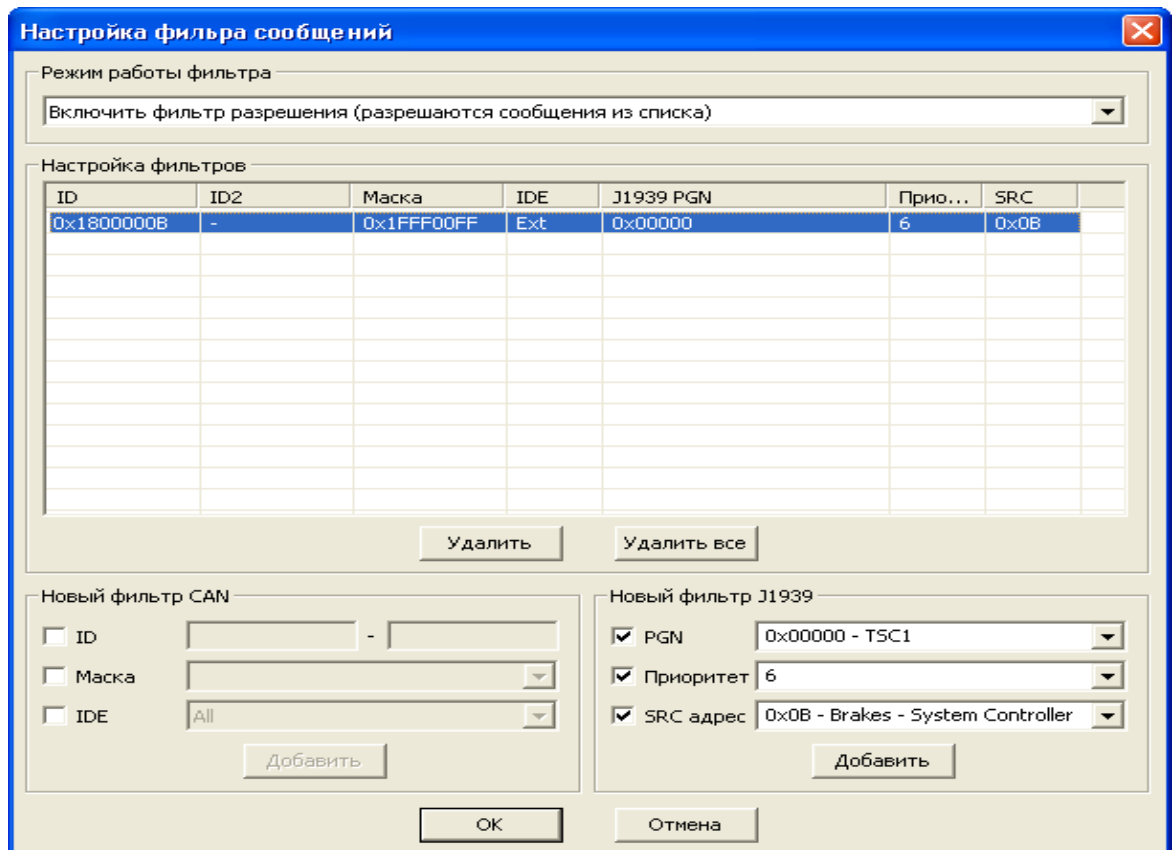 Настройка фильра сообщений
Режим работы фильтра
Включить фильтр разрешения (разрешаются сообщения из списка)
Настройка фильтров
ID ID2 Маска IDE J1939 PGN Прио... SRC
0x1800000B - 0x1FFF00FF Ext 0x00000 6 0x0B
Удалить Удалить все
Новый фильтр CAN
ID -
Маска
IDE All
Добавить
Новый фильтр J1939
PGN 0x00000 - TSC1
Приоритет 6
SRC адрес 0x0B - Brakes - System Controller
Добавить
OK Отмена